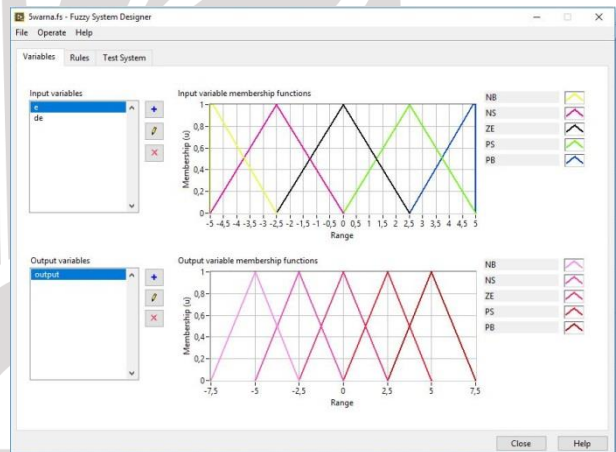 5warna.fs - Fuzzy System Designer
File Operate Help
Variables Rules Test System
Input variables
e
de
Input variable membership functions
Membership (u)
1
0,8
0,6
0,4
0,2
0
-5 -4,5 -4 -3,5 -3 -2,5 -2 -1,5 -1 -0,5 0 0,5 1 1,5 2 2,5 3 3,5 4 4,5 5
Range
NB
NS
ZE
PS
PB
Output variables
output
Output variable membership functions
Membership (u)
1
0,8
0,6
0,4
0,2
0
-7,5 -5 -2,5 0 2,5 5 7,5
Range
NB
NS
ZE
PS
PB
Close Help